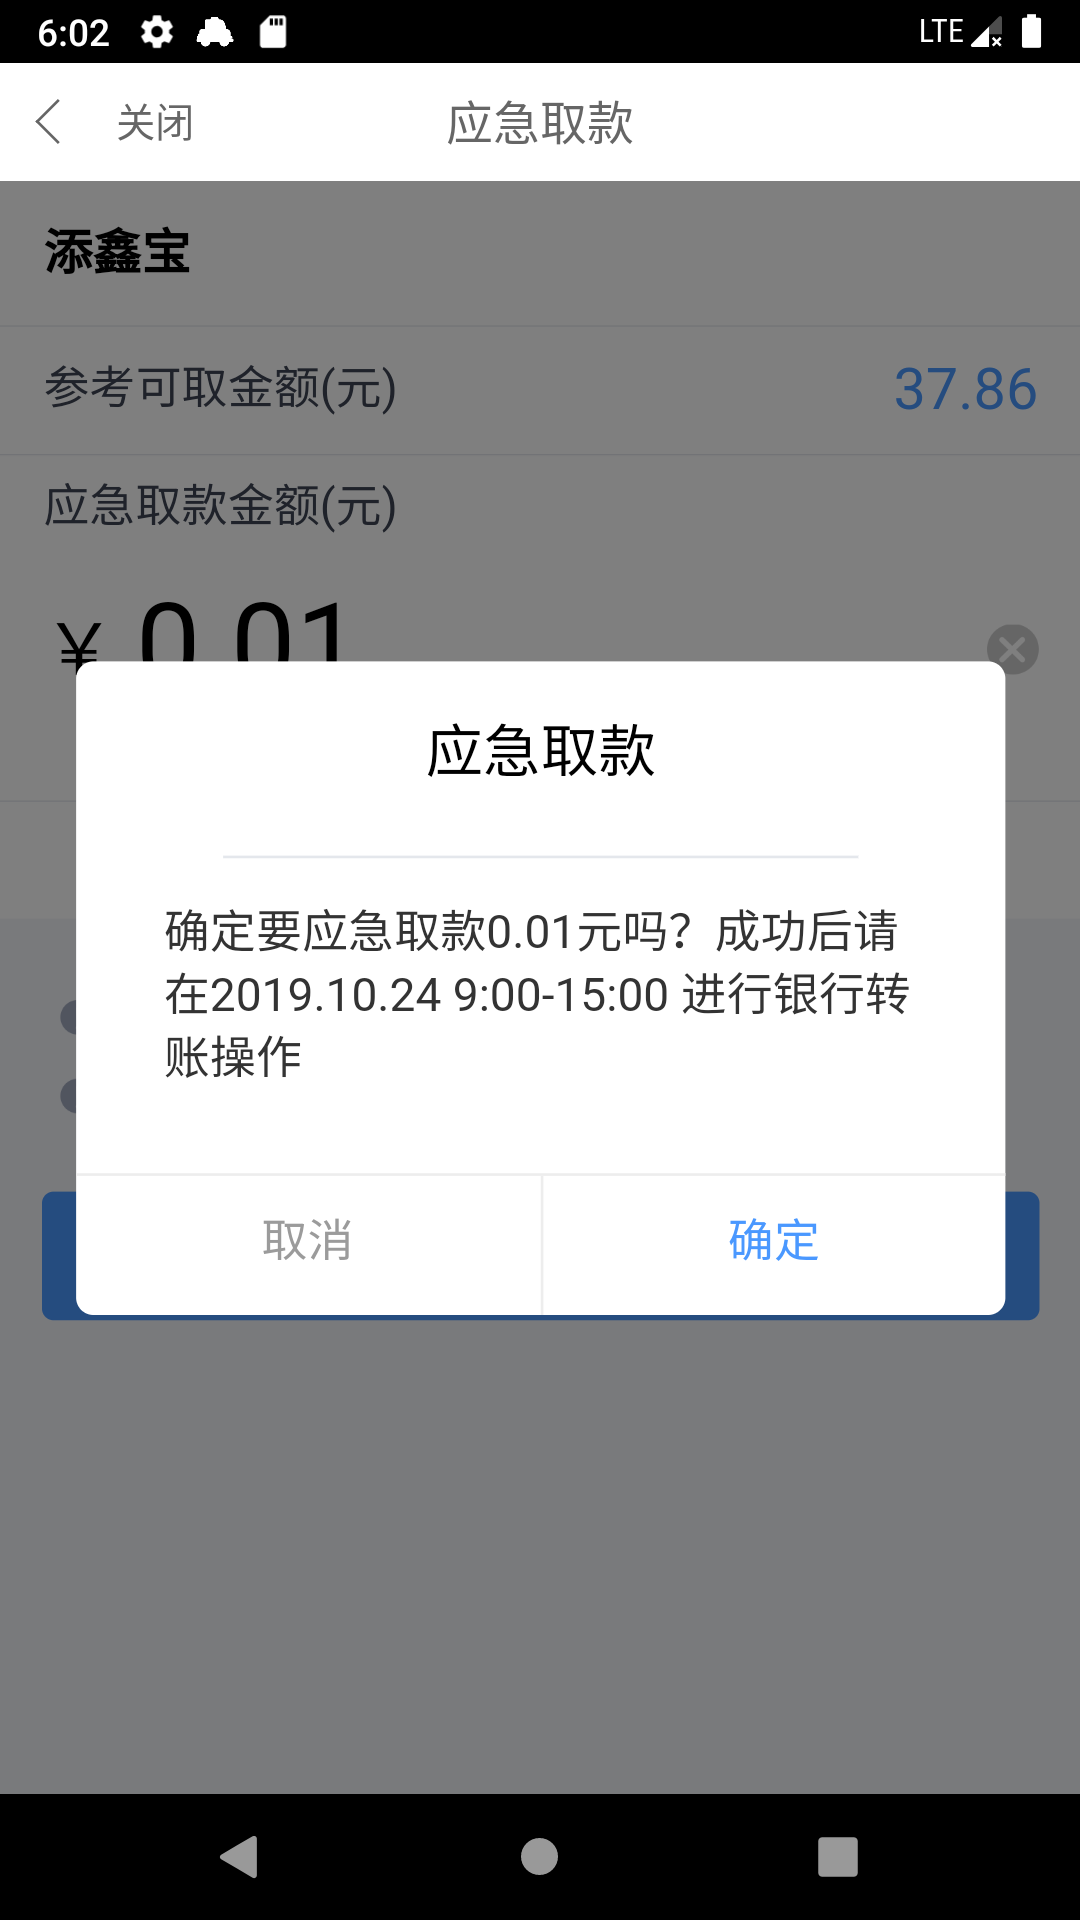 6:02
LTE
关闭
应急取款
添鑫宝
参考可取金额(元)
37.86
应急取款金额(元)
¥ 0.01
应急取款
确定要应急取款0.01元吗？成功后请
在2019.10.24 9:00-15:00 进行银行转
账操作
取消
确定